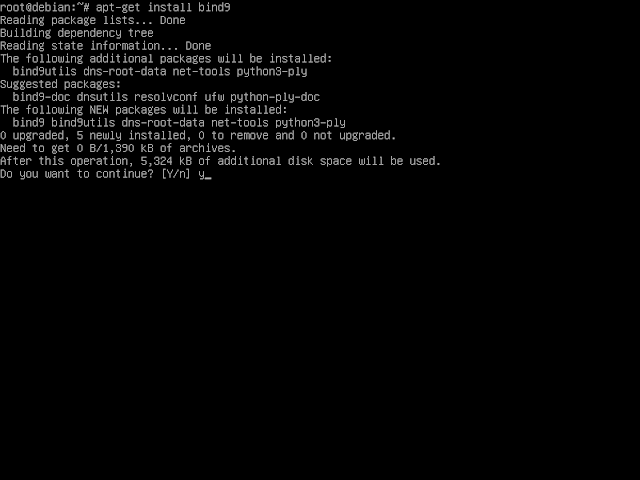 root@debian:~# apt-get install bind9
Reading package lists... Done
Building dependency tree
Reading state information... Done
The following additional packages will be installed:
  bind9utils dns-root-data net-tools python3-ply
Suggested packages:
  bind9-doc dnsutils resolvconf ufw python-ply-doc
The following NEW packages will be installed:
  bind9 bind9utils dns-root-data net-tools python3-ply
0 upgraded, 5 newly installed, 0 to remove and 0 not upgraded.
Need to get 0 B/1,390 kB of archives.
After this operation, 5,324 kB of additional disk space will be used.
Do you want to continue? [Y/n] y_